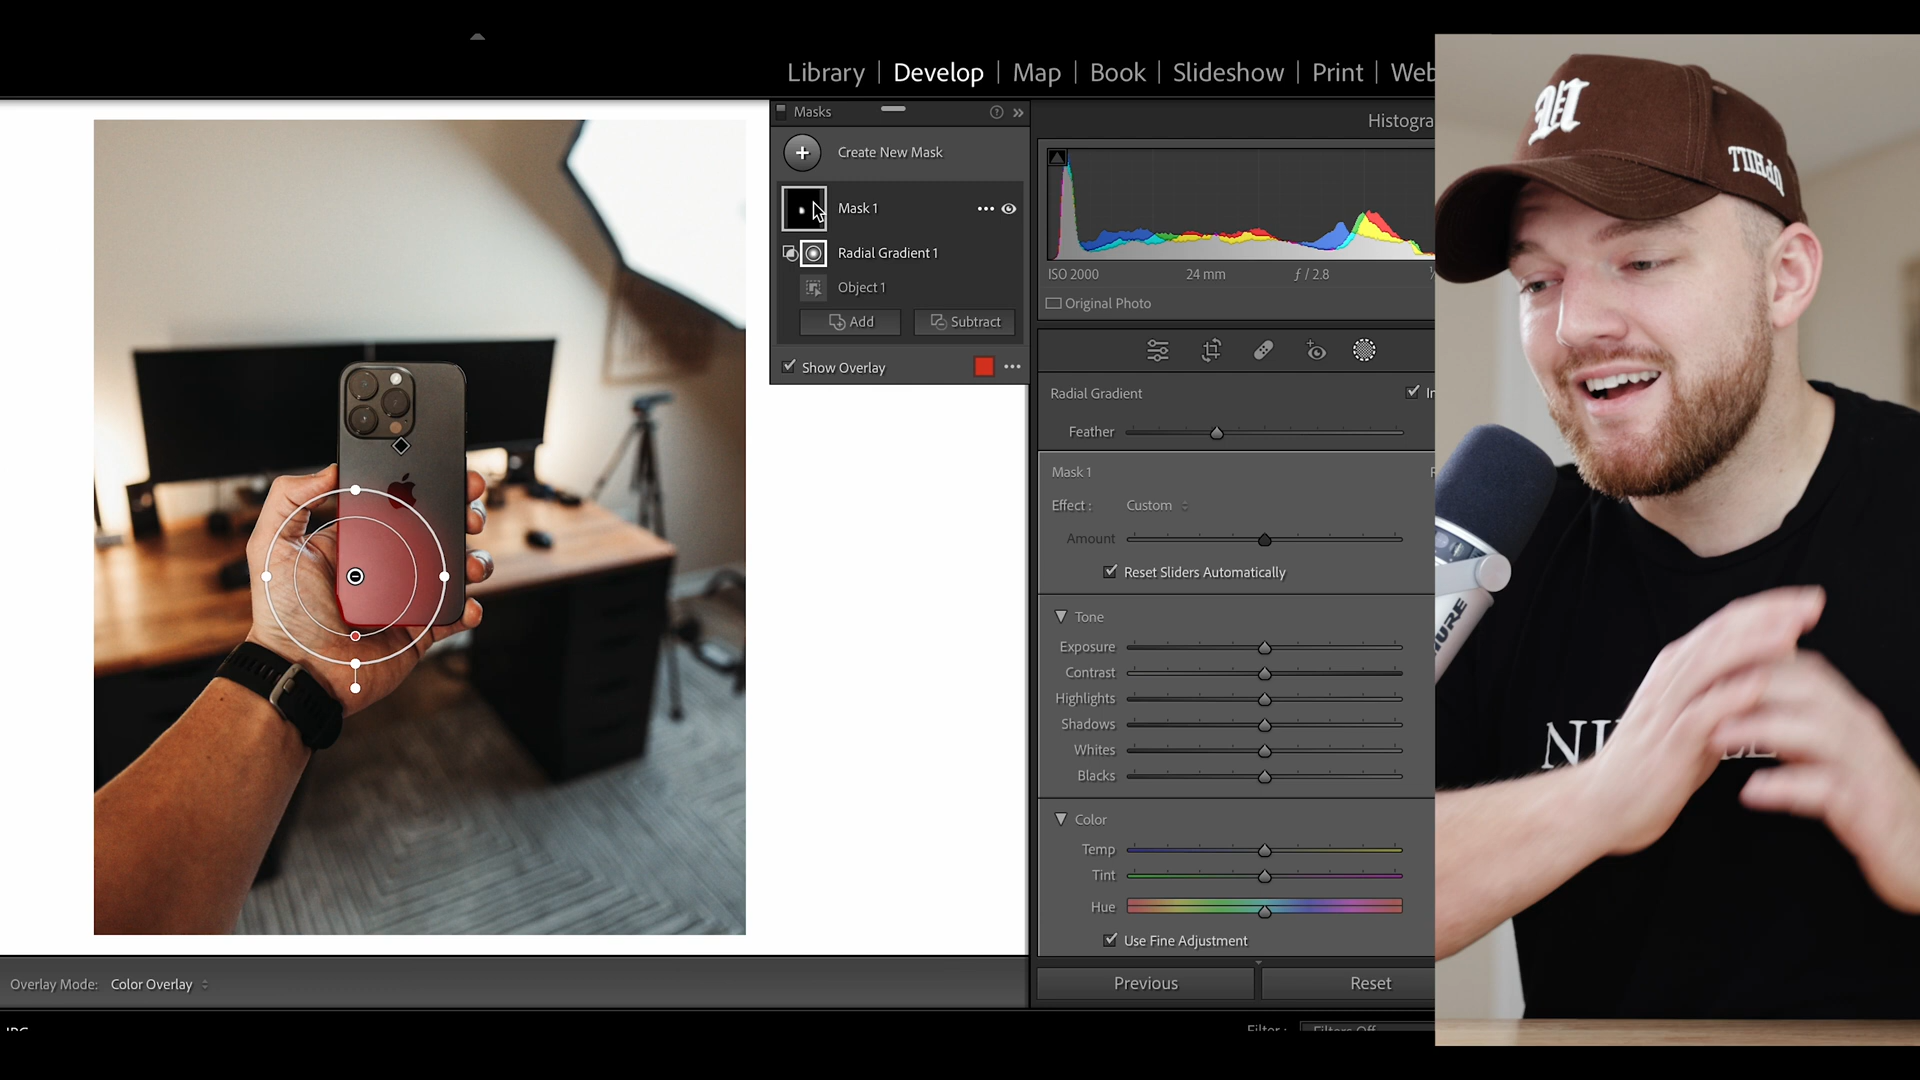 Library | Develop | Map | Book | Slideshow | Print | Web
Masks
Create New Mask
Mask 1
Radial Gradient 1
Object 1
Add
Subtract
Show Overlay
Histogra
ISO 2000 24 mm ƒ / 2.8
Original Photo
Radial Gradient
Feather
Mask 1
Effect : Custom
Amount
Reset Sliders Automatically
Tone
Exposure
Contrast
Highlights
Shadows
Whites
Blacks
Color
Temp
Tint
Hue
Use Fine Adjustment
Previous
Reset
Overlay Mode: Color Overlay
Filter : Filters Off